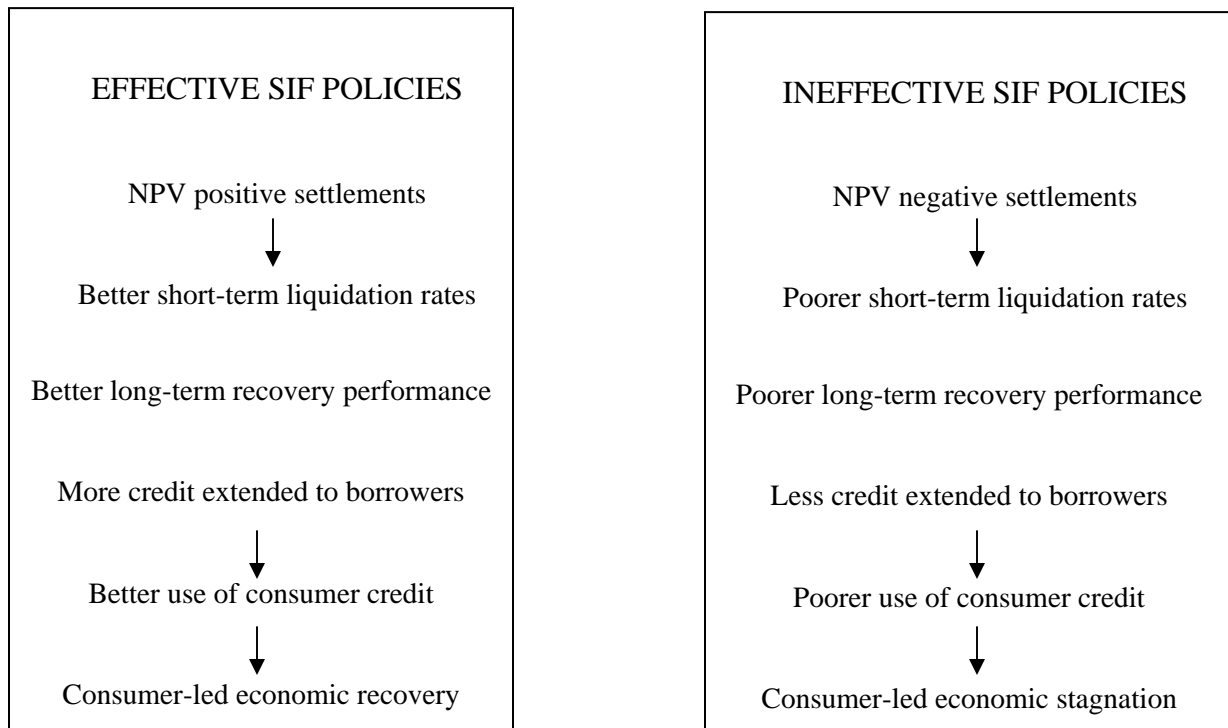 EFFECTIVE SIF POLICIES
NPV positive settlements
Better short-term liquidation rates
Better long-term recovery performance
More credit extended to borrowers
Better use of consumer credit
Consumer-led economic recovery
INEFFECTIVE SIF POLICIES
NPV negative settlements
Poorer short-term liquidation rates
Poorer long-term recovery performance
Less credit extended to borrowers
Poorer use of consumer credit
Consumer-led economic stagnation